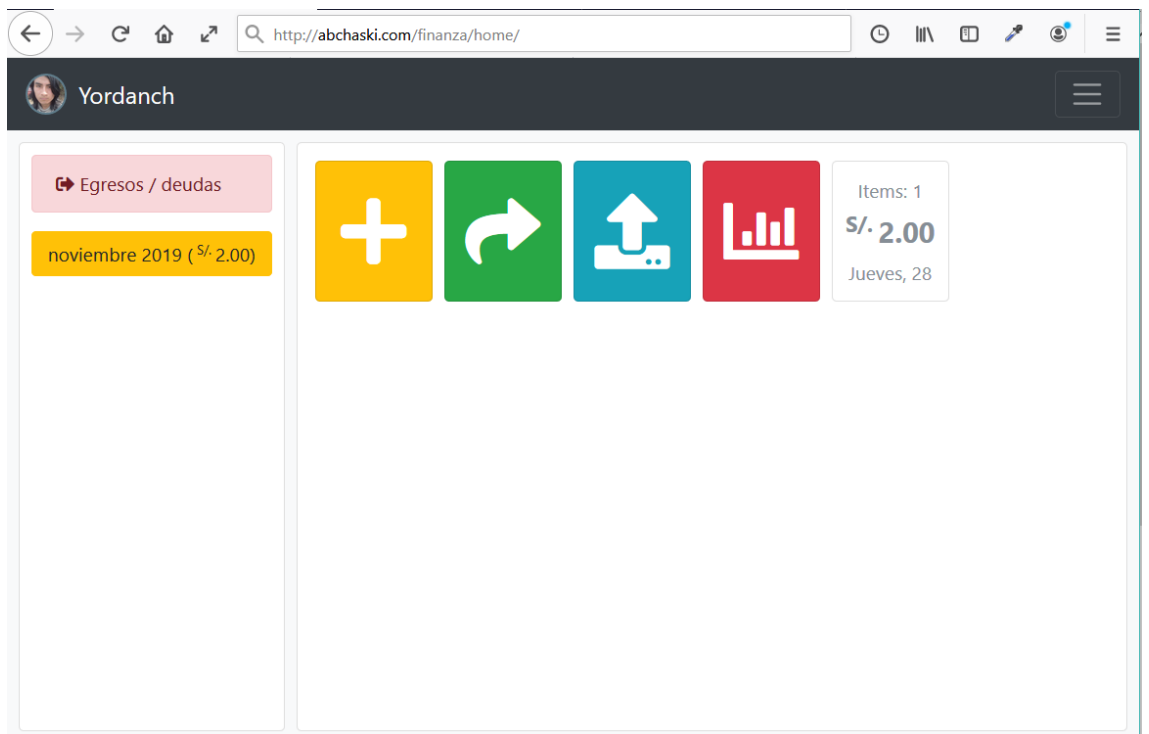 http://abchaski.com/finanza/home/
Yordanch
Egresos / deudas
noviembre 2019 ( S/. 2.00)
Items: 1
S/. 2.00
Jueves, 28